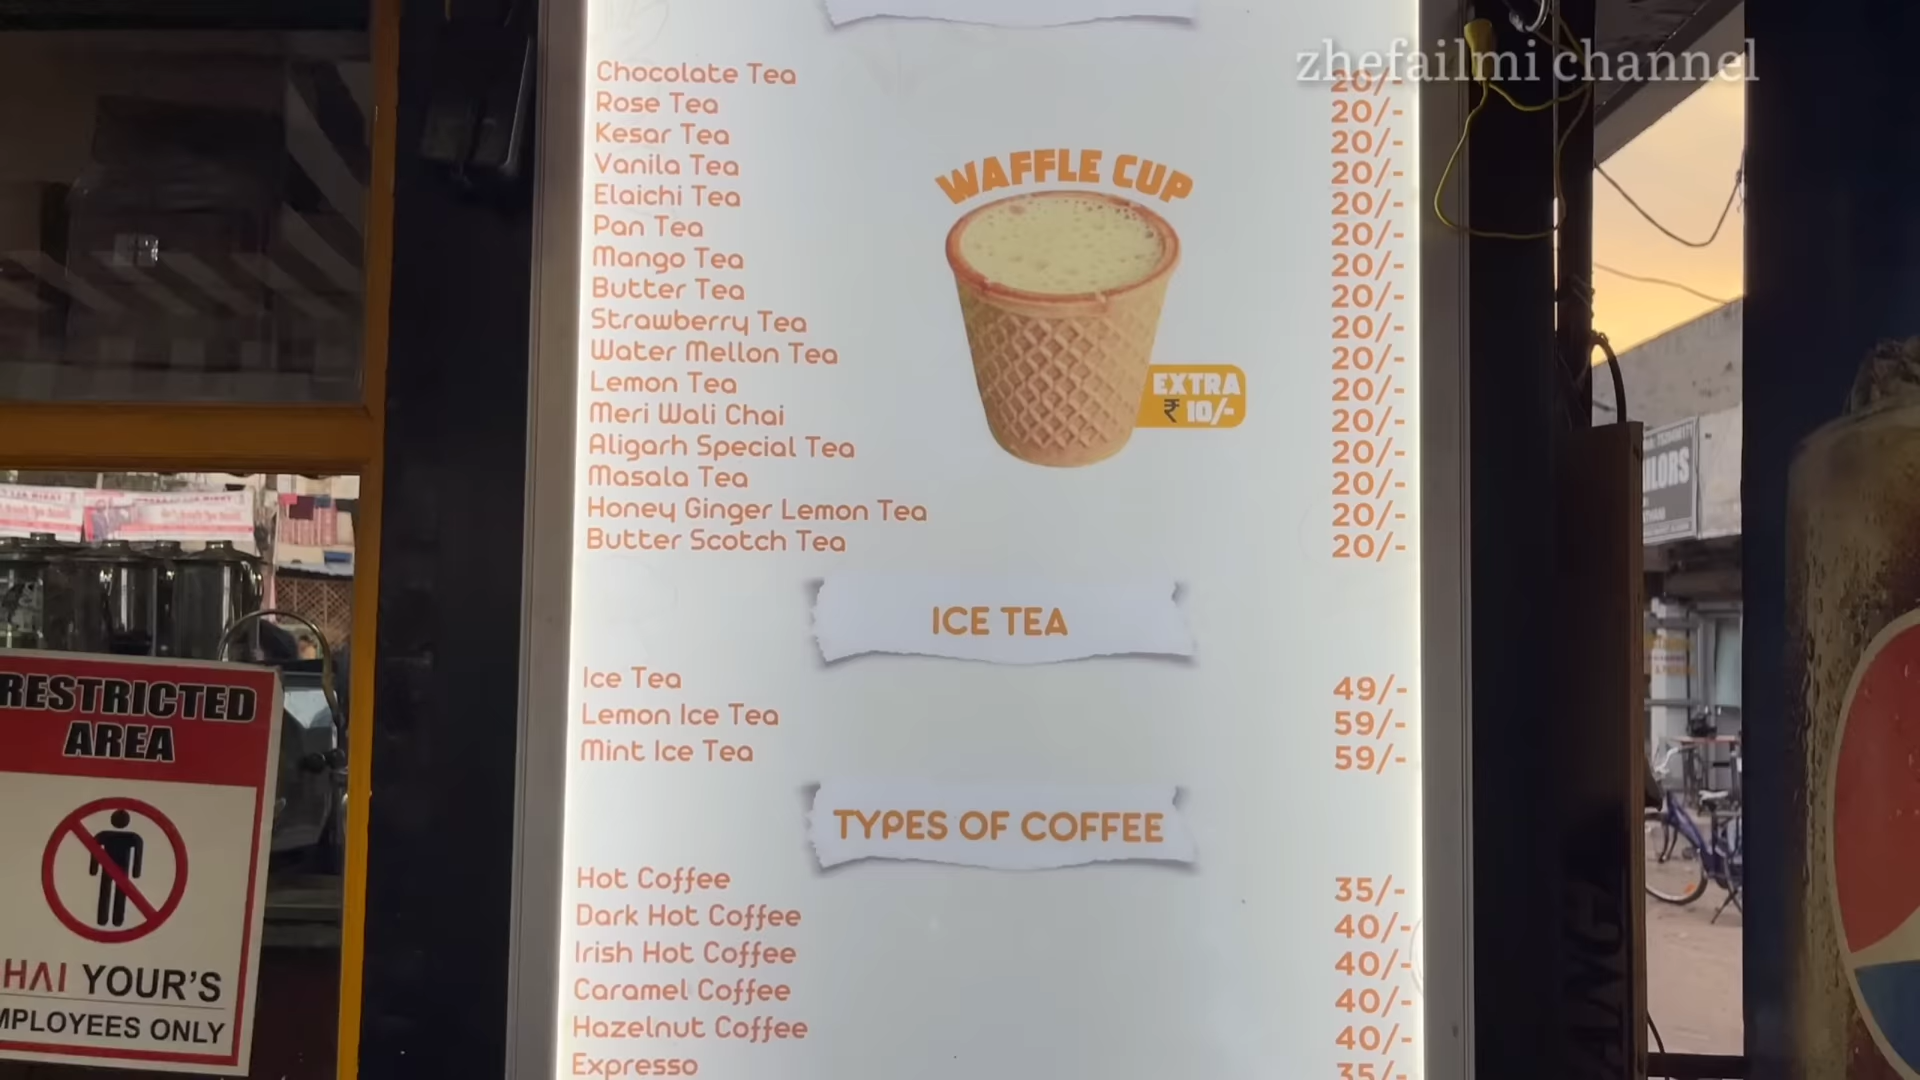 zhefailmi channel
Chocolate Tea 20/-
Rose Tea 20/-
Kesar Tea 20/-
Vanila Tea 20/-
Elaichi Tea 20/-
Pan Tea 20/-
Mango Tea 20/-
Butter Tea 20/-
Strawberry Tea 20/-
Water Mellon Tea 20/-
Lemon Tea 20/-
Meri Wali Chai 20/-
Aligarh Special Tea 20/-
Masala Tea 20/-
Honey Ginger Lemon Tea 20/-
Butter Scotch Tea 20/-
WAFFLE CUP
EXTRA
₹ 10/-
ICE TEA
Ice Tea 49/-
Lemon Ice Tea 59/-
Mint Ice Tea 59/-
TYPES OF COFFEE
Hot Coffee 35/-
Dark Hot Coffee 40/-
Irish Hot Coffee 40/-
Caramel Coffee 40/-
Hazelnut Coffee 40/-
Expresso 35/-
RESTRICTED
AREA
HAI YOUR'S
MPLOYEES ONLY
LORS